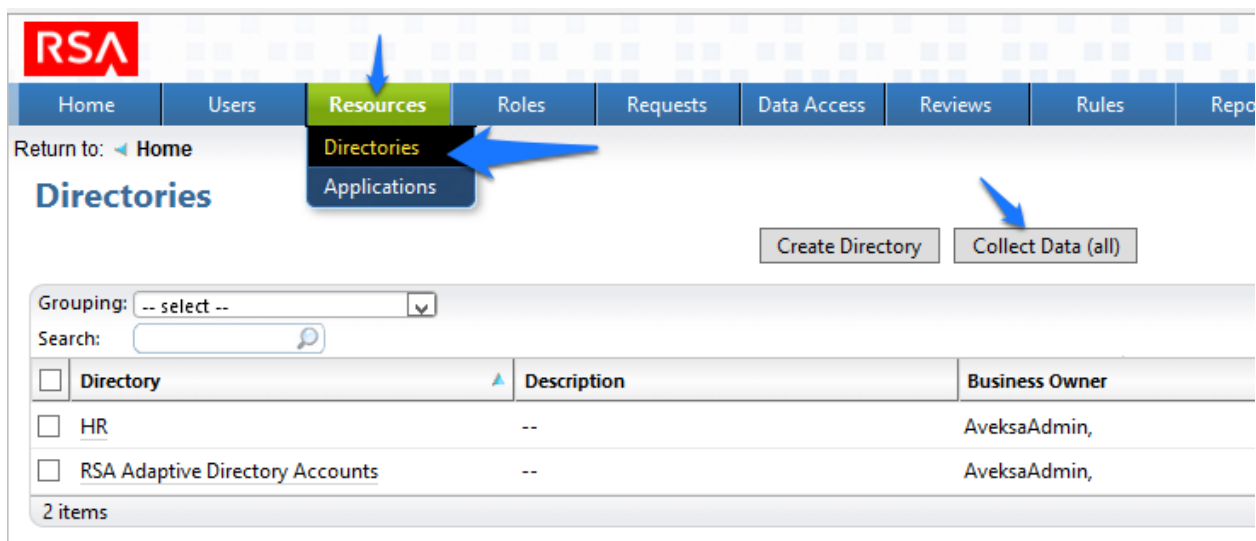 RSA
Home Users Resources Roles Requests Data Access Reviews Rules Repo
Return to: Home
Directories
Applications
Directories
Create Directory Collect Data (all)
Grouping: -- select --
Search:
Directory Description Business Owner
HR -- AveksaAdmin,
RSA Adaptive Directory Accounts -- AveksaAdmin,
2 items